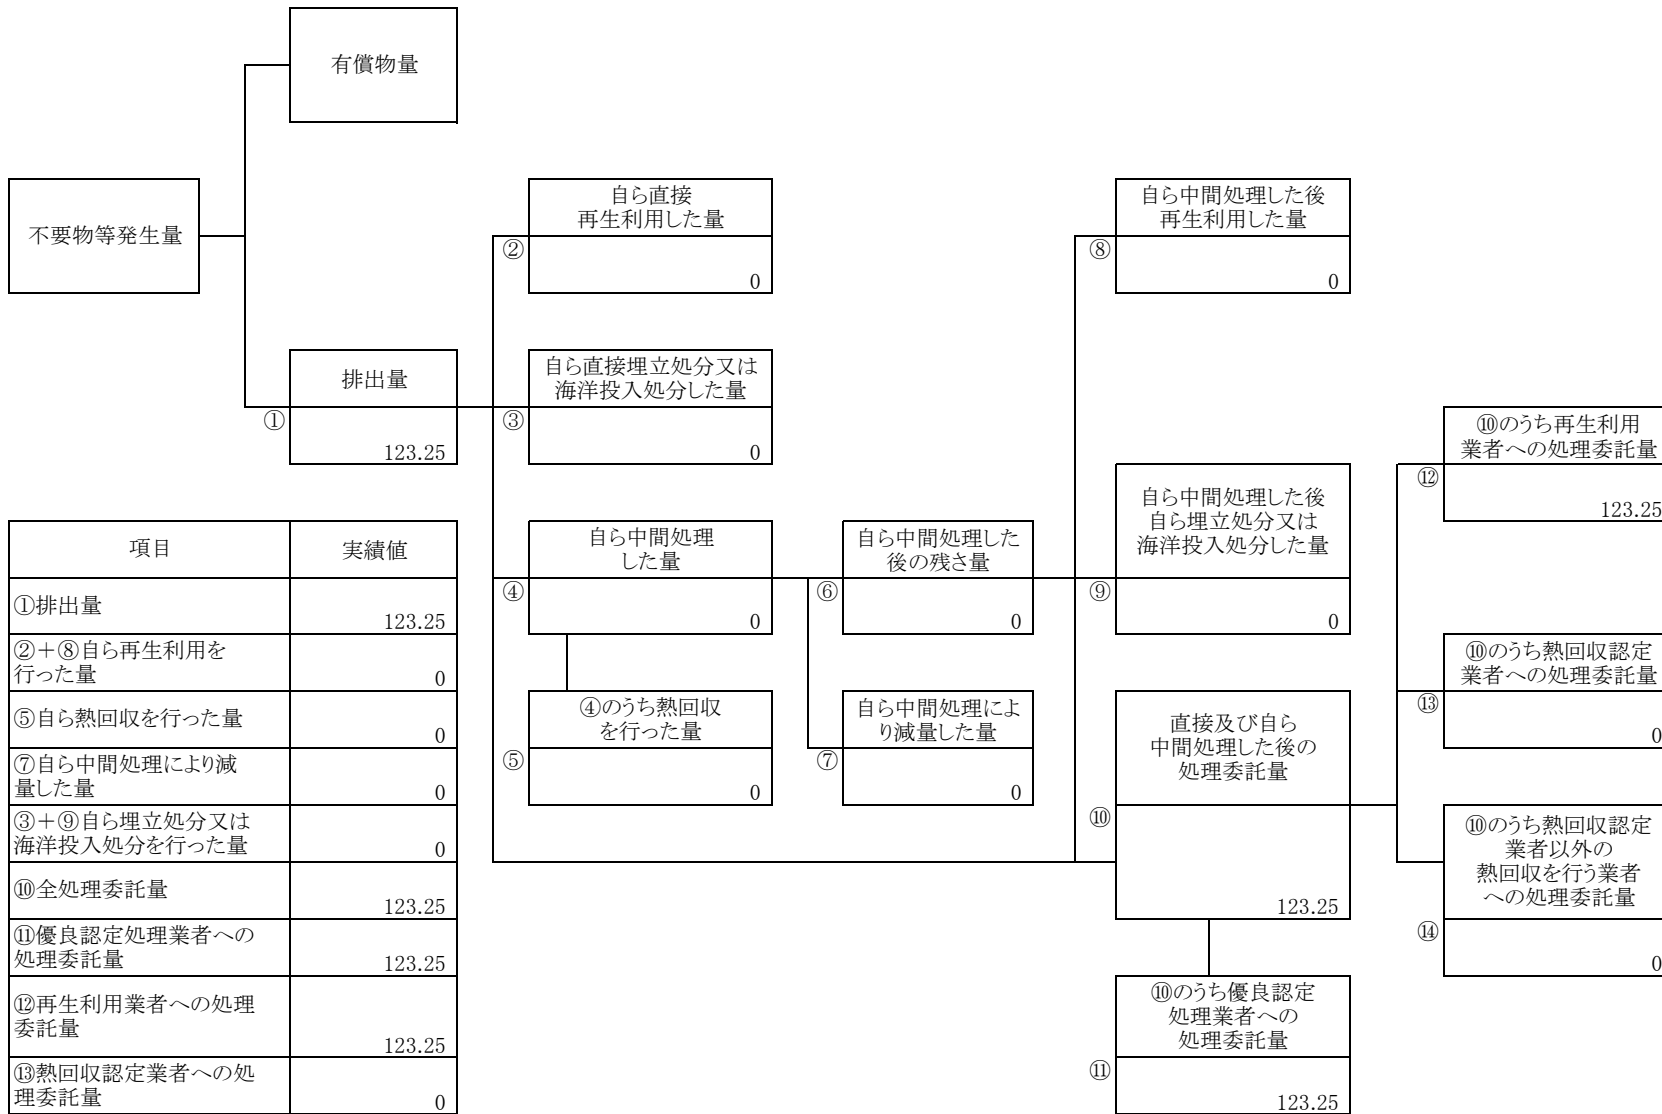 有償物量
不要物等発生量
排出量
①
123.25
自ら直接
再生利用した量
②
0
自ら直接埋立処分又は
海洋投入処分した量
③
0
自ら中間処理
した量
④
0
④のうち熱回収
を行った量
⑤
0
自ら中間処理した
後の残さ量
⑥
0
自ら中間処理によ
り減量した量
⑦
0
自ら中間処理した後
再生利用した量
⑧
0
自ら中間処理した後
自ら埋立処分又は
海洋投入処分した量
⑨
0
直接及び自ら
中間処理した後の
処理委託量
⑩
123.25
⑩のうち優良認定
処理業者への
処理委託量
⑪
123.25
⑩のうち再生利用
業者への処理委託量
⑫
123.25
⑩のうち熱回収認定
業者への処理委託量
⑬
0
⑩のうち熱回収認定
業者以外の
熱回収を行う業者
への処理委託量
⑭
0
項目 実績値
①排出量 123.25
②+⑧自ら再生利用を
行った量 0
⑤自ら熱回収を行った量 0
⑦自ら中間処理により減
量した量 0
③+⑨自ら埋立処分又は
海洋投入処分を行った量 0
⑩全処理委託量 123.25
⑪優良認定処理業者への
処理委託量 123.25
⑫再生利用業者への処理
委託量 123.25
⑬熱回収認定業者への処
理委託量 0